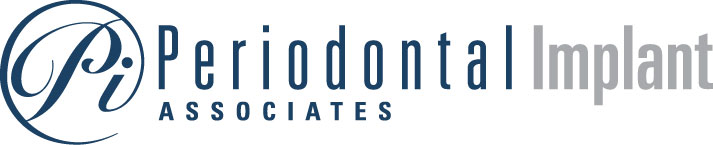 Pi
Periodontal Implant
ASSOCIATES